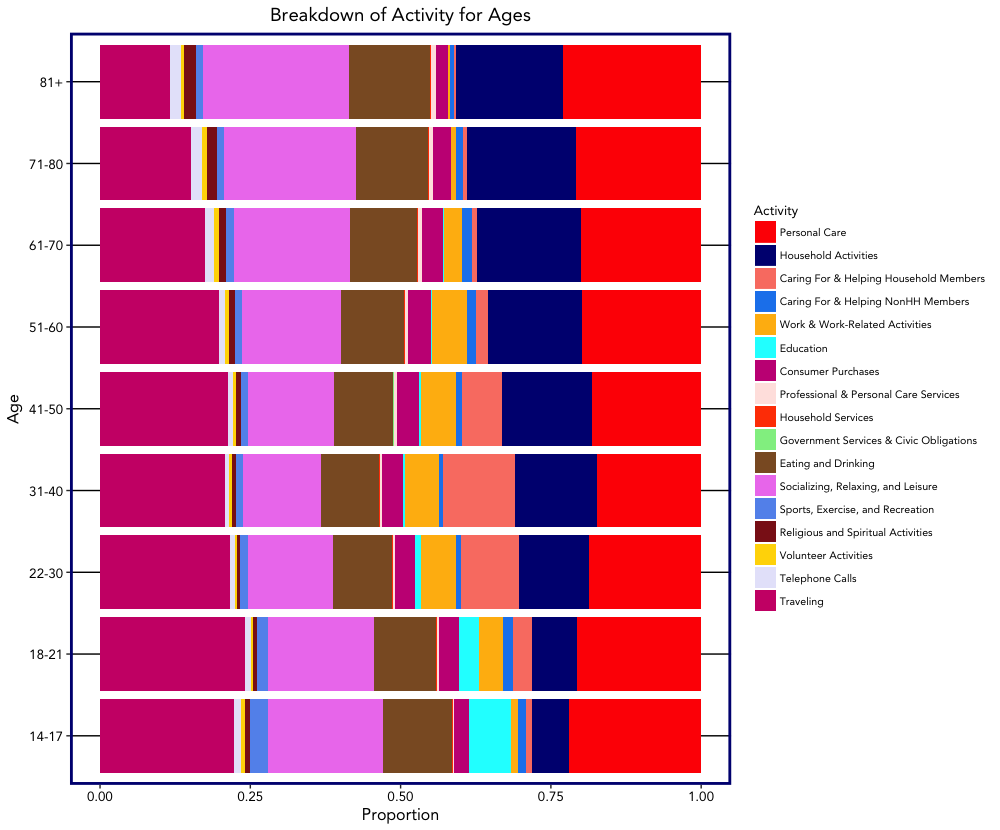 Breakdown of Activity for Ages
81+
71-80
61-70
51-60
41-50
31-40
22-30
18-21
14-17
Age
0.00
0.25
0.50
0.75
1.00
Proportion
Activity
Personal Care
Household Activities
Caring For & Helping Household Members
Caring For & Helping NonHH Members
Work & Work-Related Activities
Education
Consumer Purchases
Professional & Personal Care Services
Household Services
Government Services & Civic Obligations
Eating and Drinking
Socializing, Relaxing, and Leisure
Sports, Exercise, and Recreation
Religious and Spiritual Activities
Volunteer Activities
Telephone Calls
Traveling